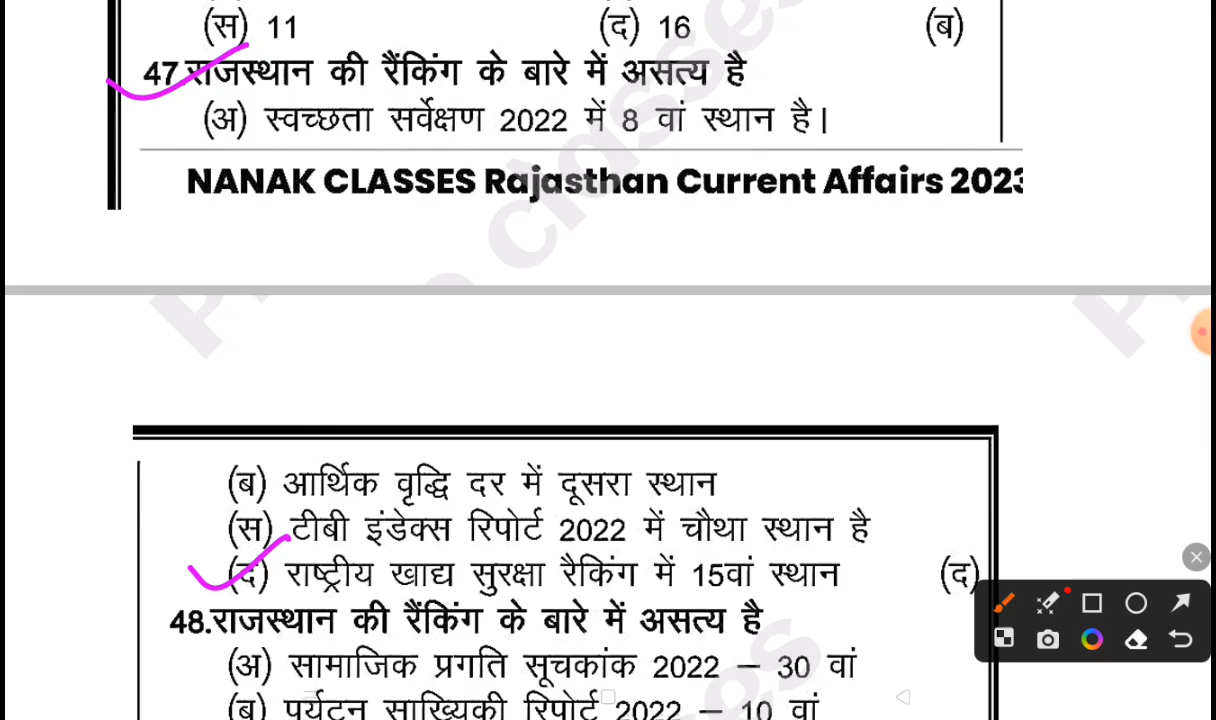 (स) 11 (द) 16 (ब)
47.राजस्थान की रैंकिंग के बारे में असत्य है
(अ) स्वच्छता सर्वेक्षण 2022 में 8 वां स्थान है।
NANAK CLASSES Rajasthan Current Affairs 2023
(ब) आर्थिक वृद्धि दर में दूसरा स्थान
(स) टीबी इंडेक्स रिपोर्ट 2022 में चौथा स्थान है
(द) राष्ट्रीय खाद्य सुरक्षा रैकिंग में 15वां स्थान (द)
48.राजस्थान की रैंकिंग के बारे में असत्य है
(अ) सामाजिक प्रगति सूचकांक 2022 – 30 वां
(ब) पर्यटन साख्यिकी रिपोर्ट 2022 – 10 वां